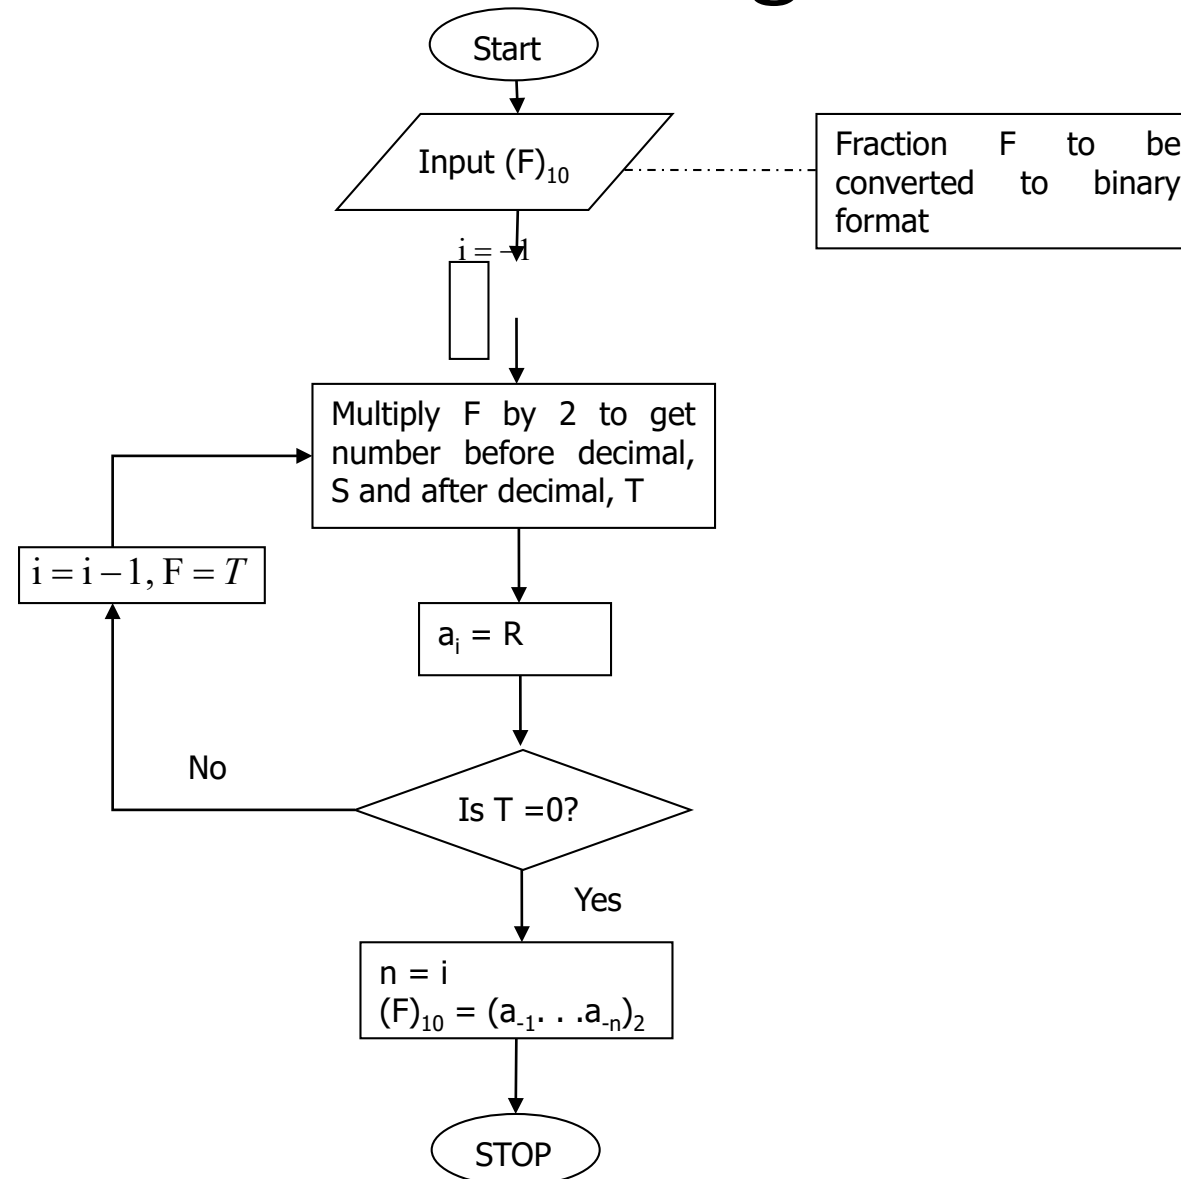 Start
Input (F)₁₀
Fraction F to be
converted to binary
format
i = −1
Multiply F by 2 to get
number before decimal,
S and after decimal, T
i = i − 1, F = T
aᵢ = R
No
Is T =0?
Yes
n = i
(F)₁₀ = (a₋₁. . .a₋ₙ)₂
STOP